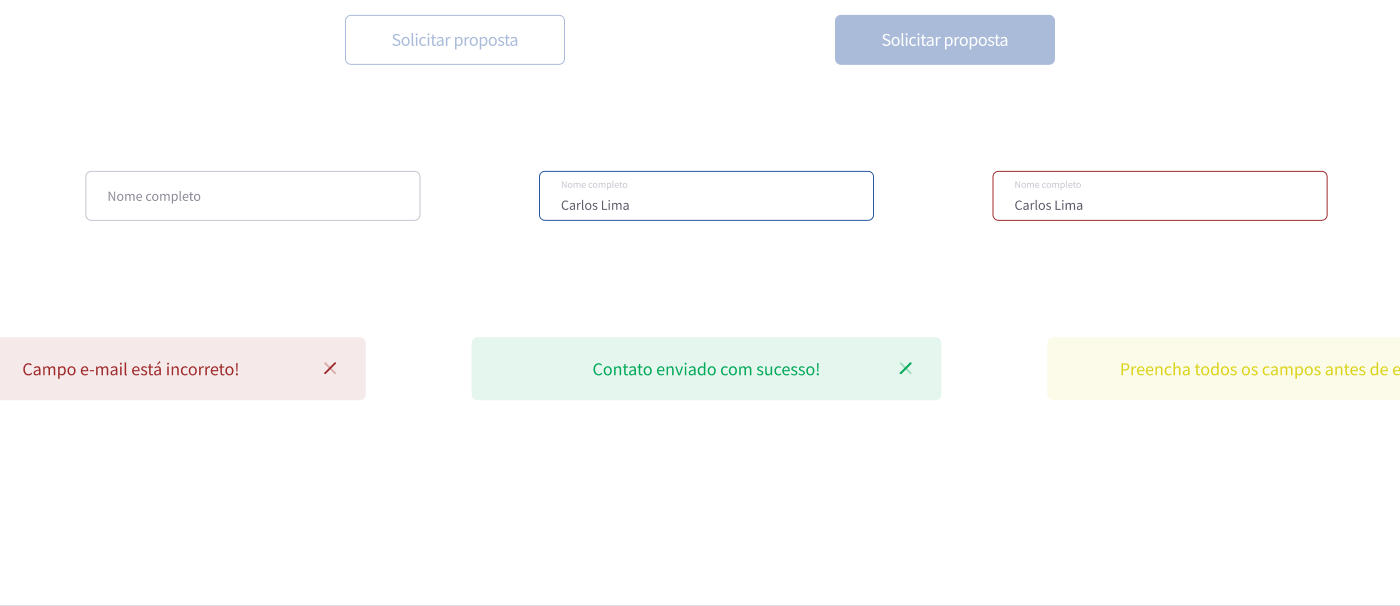 Solicitar proposta
Solicitar proposta
Nome completo
Nome completo
Carlos Lima
Nome completo
Carlos Lima
Campo e-mail está incorreto!
Contato enviado com sucesso!
Preencha todos os campos antes de e